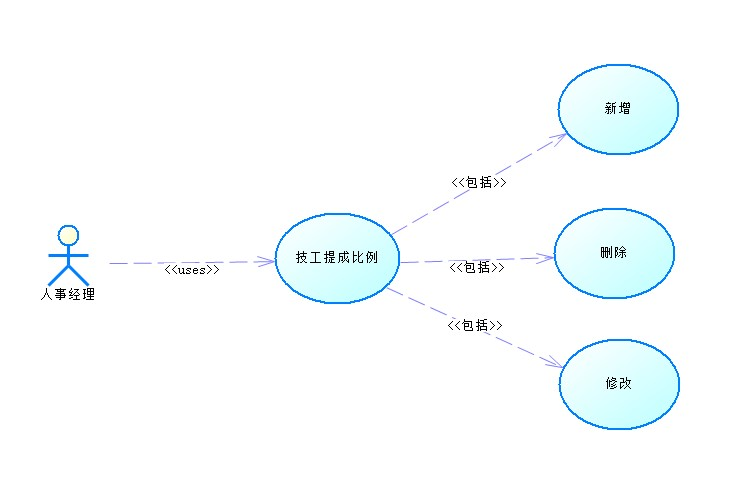 新增
<<包括>>
技工提成比例
<<uses>>
<<包括>>
删除
人事经理
<<包括>>
修改